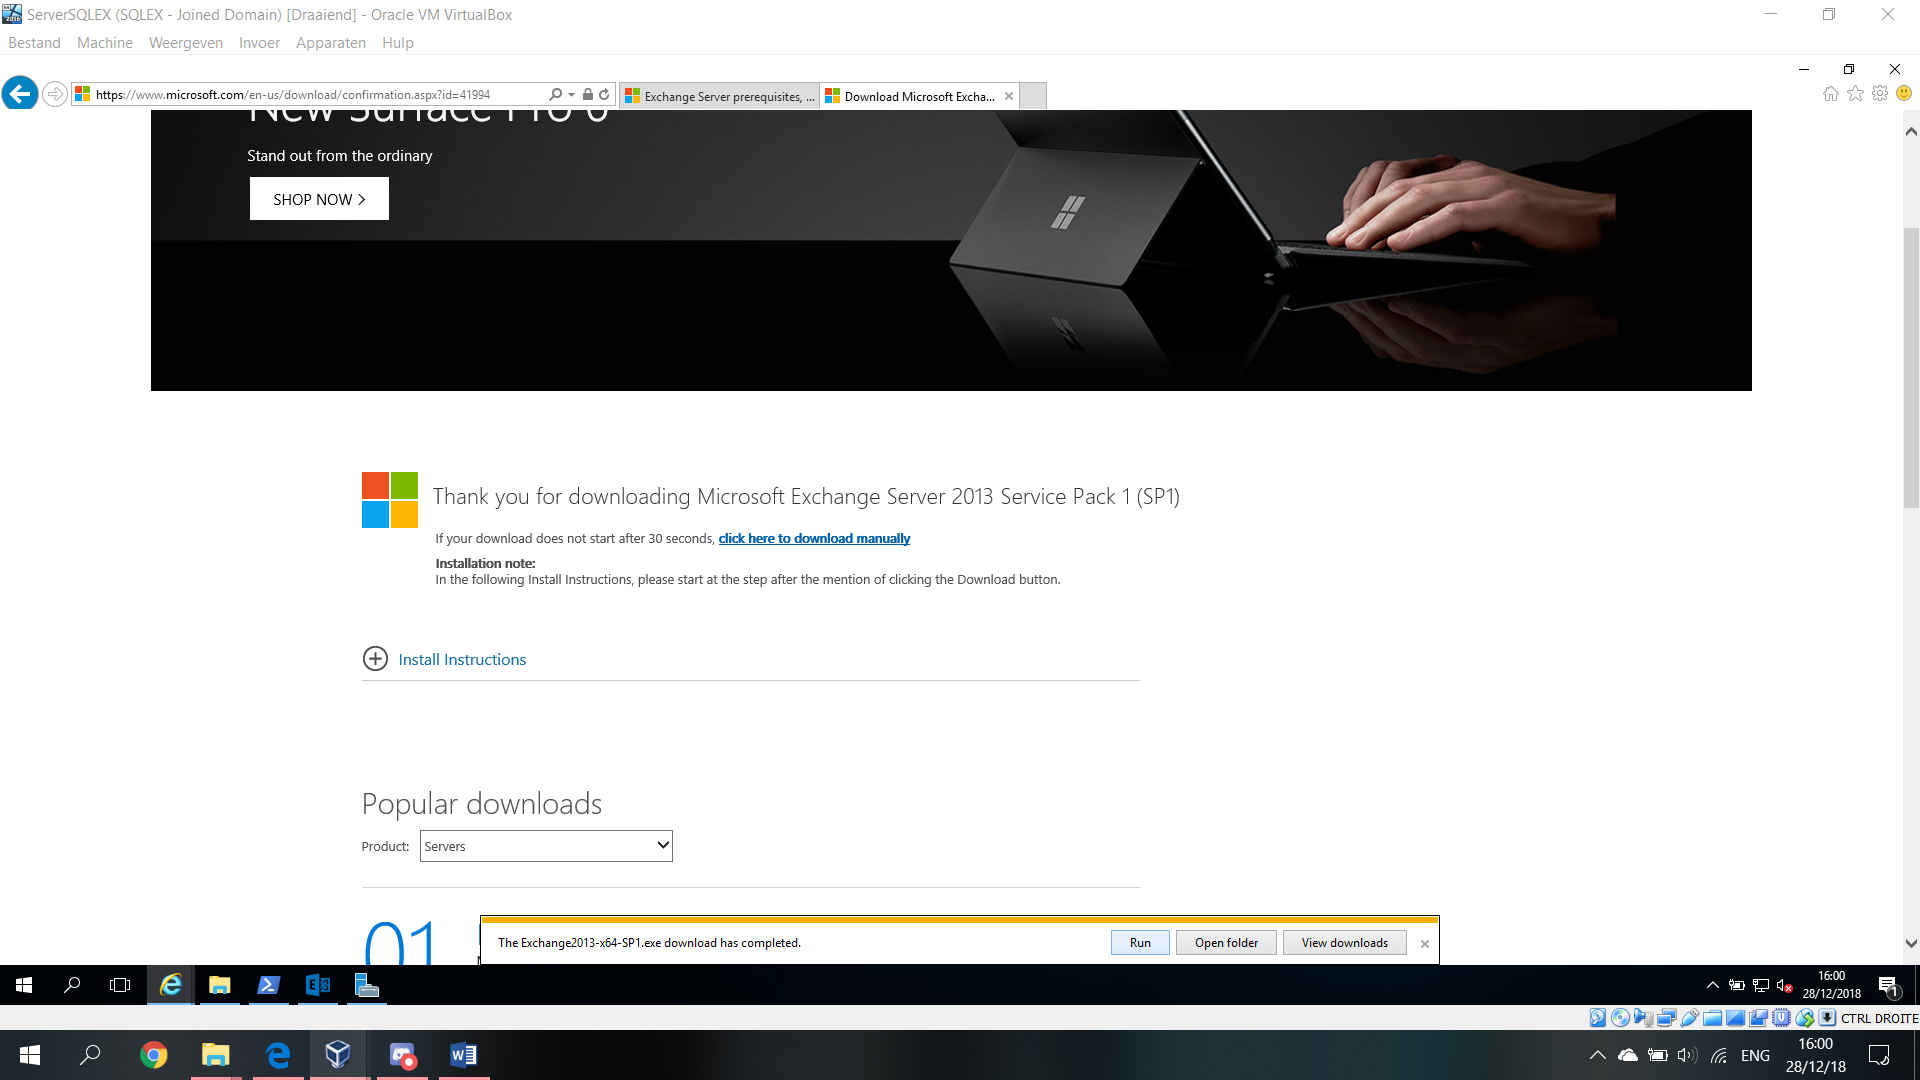 ServerSQLEX (SQLEX - Joined Domain) [Draaiend] - Oracle VM VirtualBox
Bestand Machine Weergeven Invoer Apparaten Hulp
https://www.microsoft.com/en-us/download/confirmation.aspx?id=41994
Exchange Server prerequisites, ...
Download Microsoft Excha...
New Surface Pro 6
Stand out from the ordinary
SHOP NOW >
Thank you for downloading Microsoft Exchange Server 2013 Service Pack 1 (SP1)
If your download does not start after 30 seconds, click here to download manually
Installation note:
In the following Install Instructions, please start at the step after the mention of clicking the Download button.
Install Instructions
Popular downloads
Product: Servers
01
The Exchange2013-x64-SP1.exe download has completed.
Run Open folder View downloads
16:00
28/12/2018
1
CTRL DROITE
ENG
16:00
28/12/18